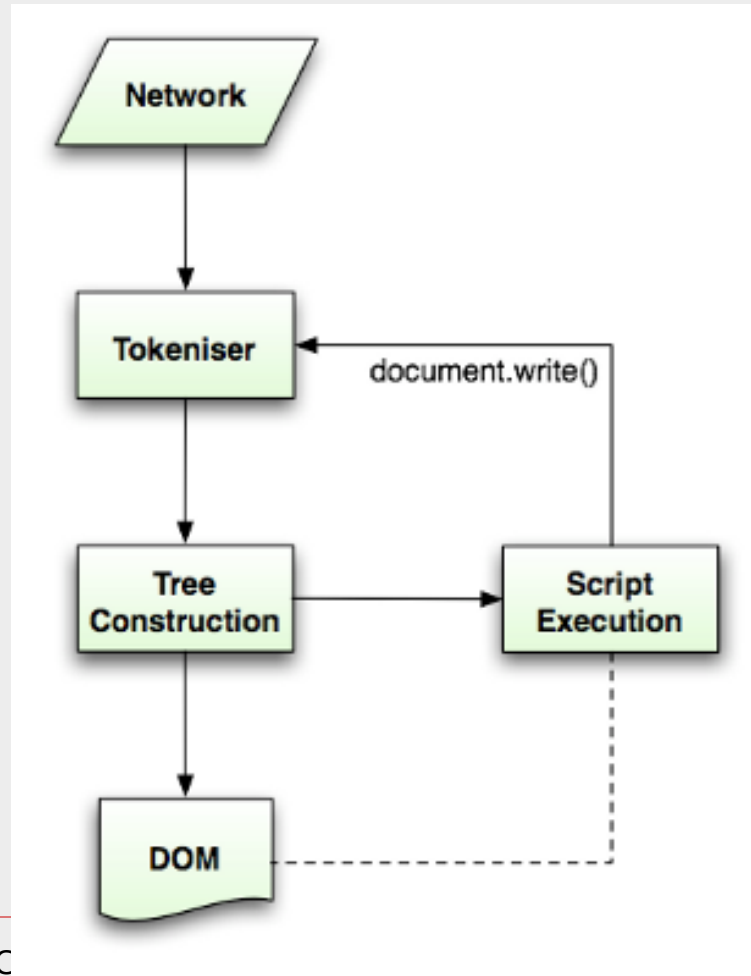 Network
Tokeniser
document.write()
Tree
Construction
Script
Execution
DOM